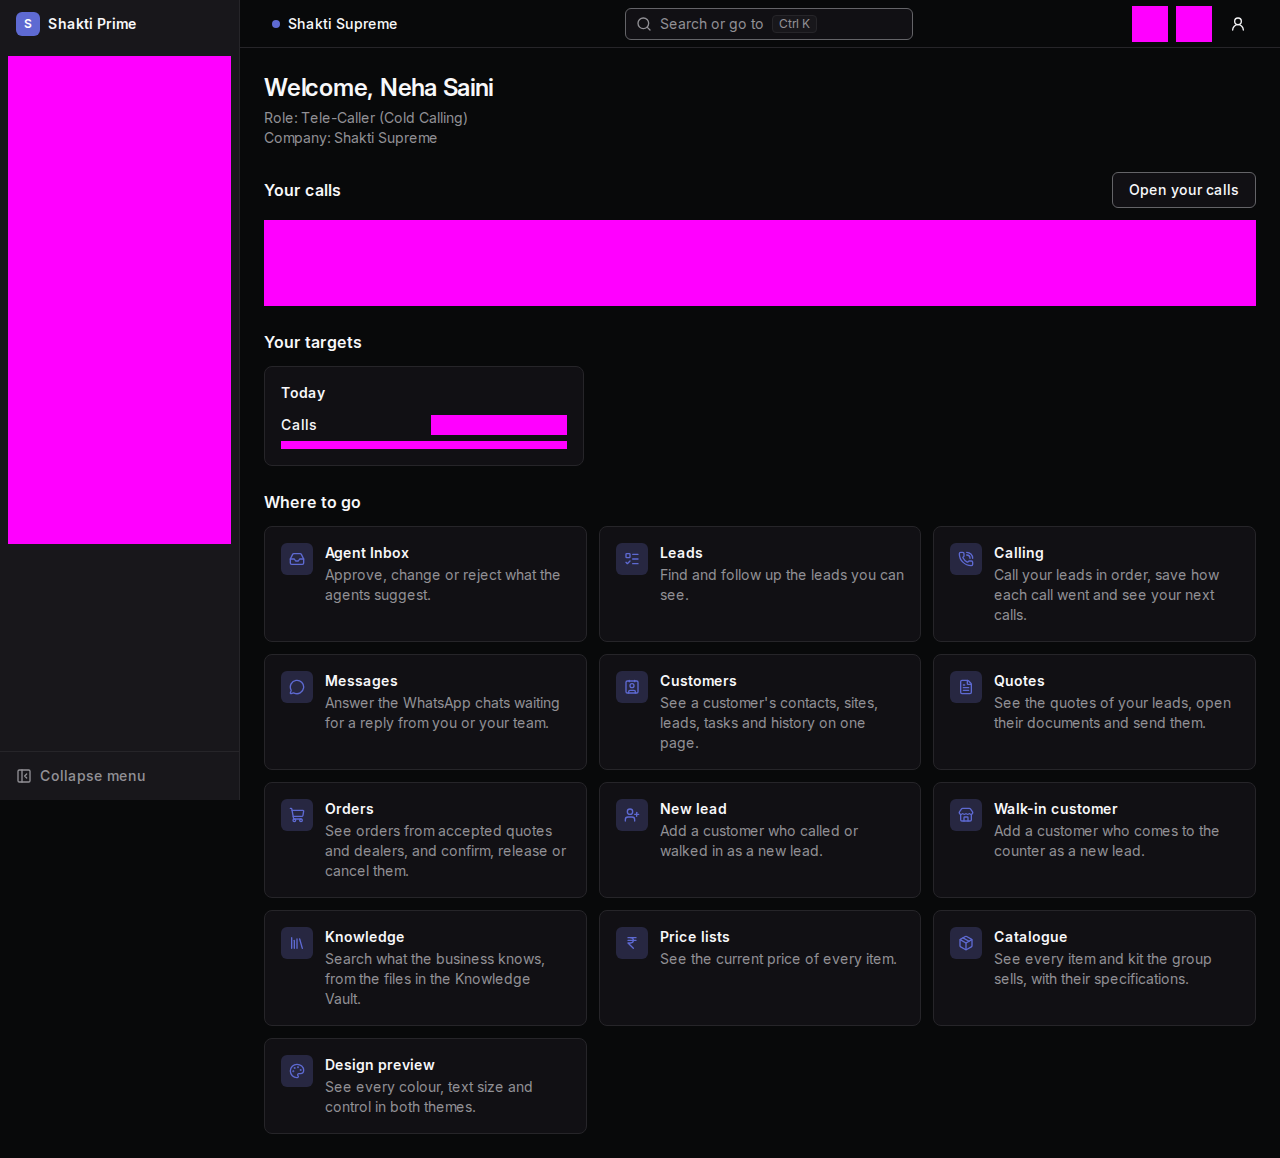 S Shakti Prime
Shakti Supreme
Search or go to Ctrl K
Welcome, Neha Saini
Role: Tele-Caller (Cold Calling)
Company: Shakti Supreme
Your calls
Open your calls
Your targets
Today
Calls
Where to go
Agent Inbox
Approve, change or reject what the
agents suggest.
Leads
Find and follow up the leads you can
see.
Calling
Call your leads in order, save how
each call went and see your next
calls.
Messages
Answer the WhatsApp chats waiting
for a reply from you or your team.
Customers
See a customer's contacts, sites,
leads, tasks and history on one
page.
Quotes
See the quotes of your leads, open
their documents and send them.
Collapse menu
Orders
See orders from accepted quotes
and dealers, and confirm, release or
cancel them.
New lead
Add a customer who called or
walked in as a new lead.
Walk-in customer
Add a customer who comes to the
counter as a new lead.
Knowledge
Search what the business knows,
from the files in the Knowledge
Vault.
Price lists
See the current price of every item.
Catalogue
See every item and kit the group
sells, with their specifications.
Design preview
See every colour, text size and
control in both themes.